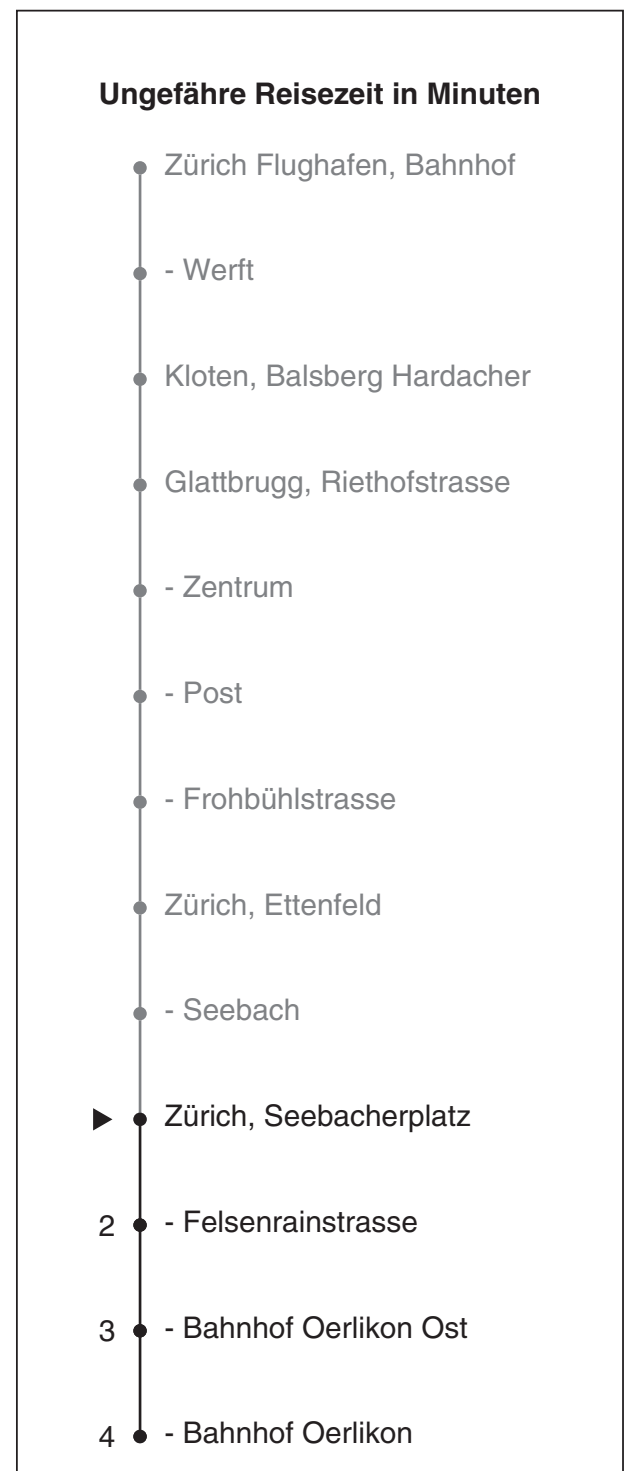 Ungefähre Reisezeit in Minuten
Zürich Flughafen, Bahnhof
- Werft
Kloten, Balsberg Hardacher
Glattbrugg, Riethofstrasse
- Zentrum
- Post
- Frohbühlstrasse
Zürich, Ettenfeld
- Seebach
Zürich, Seebacherplatz
2 - Felsenrainstrasse
3 - Bahnhof Oerlikon Ost
4 - Bahnhof Oerlikon